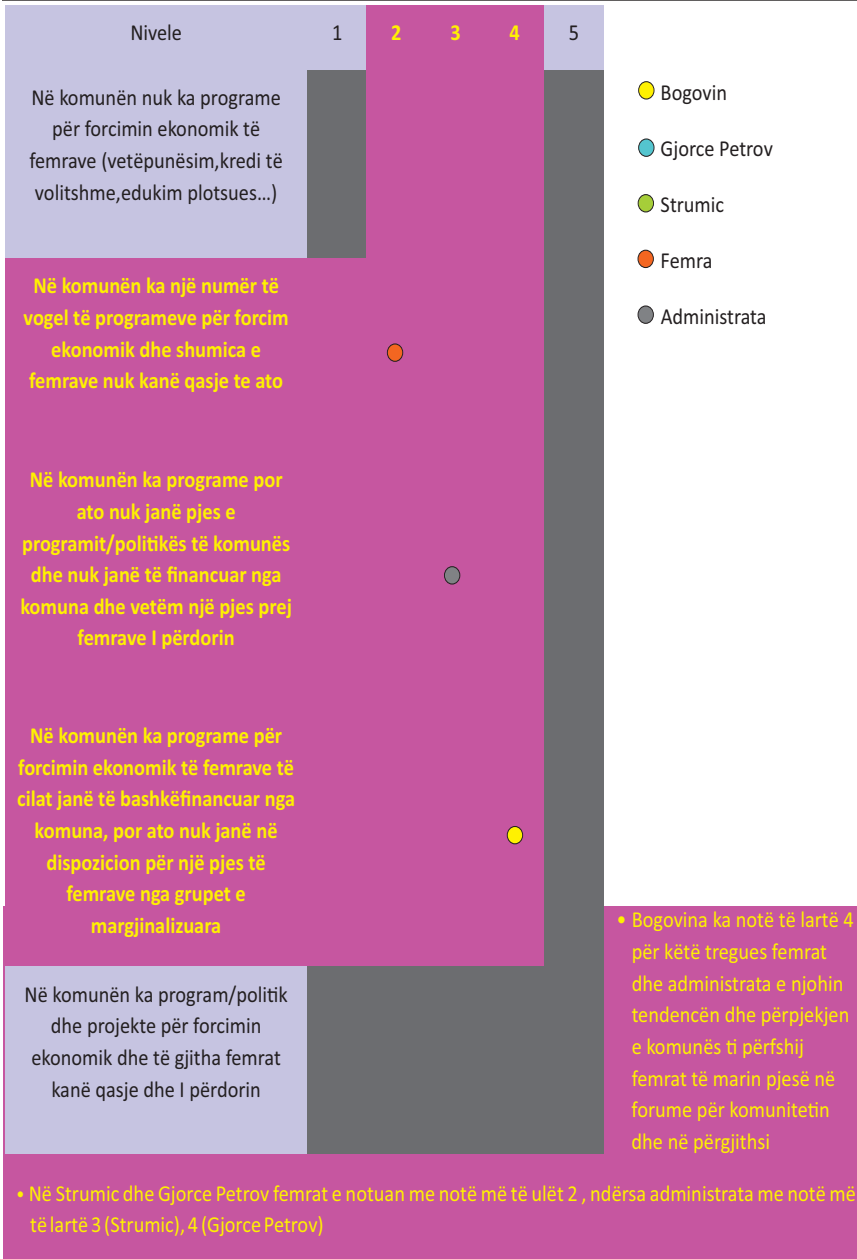 Nivele 1 2 3 4 5
Në komunën nuk ka programe
për forcimin ekonomik të
femrave (vetëpunësim,kredi të
volitshme,edukim plotsues...)
Në komunën ka një numër të
vogel të programeve për forcim
ekonomik dhe shumica e
femrave nuk kanë qasje te ato
Në komunën ka programe por
ato nuk janë pjes e
programit/politikës të komunës
dhe nuk janë të financuar nga
komuna dhe vetëm një pjes prej
femrave I përdorin
Në komunën ka programe për
forcimin ekonomik të femrave të
cilat janë të bashkëfinancuar nga
komuna, por ato nuk janë në
dispozicion për një pjes të
femrave nga grupet e
margjinalizuara
Në komunën ka program/politik
dhe projekte për forcimin
ekonomik dhe të gjitha femrat
kanë qasje dhe I përdorin
Bogovin
Gjorce Petrov
Strumic
Femra
Administrata
• Bogovina ka notë të lartë 4
për këtë tregues femrat
dhe administrata e njohin
tendencën dhe përpjekjen
e komunës ti përfshij
femrat të marin pjesë në
forume për komunitetin
dhe në përgjithsi
• Në Strumic dhe Gjorce Petrov femrat e notuan me notë më të ulët 2 , ndërsa administrata me notë më
të lartë 3 (Strumic), 4 (Gjorce Petrov)